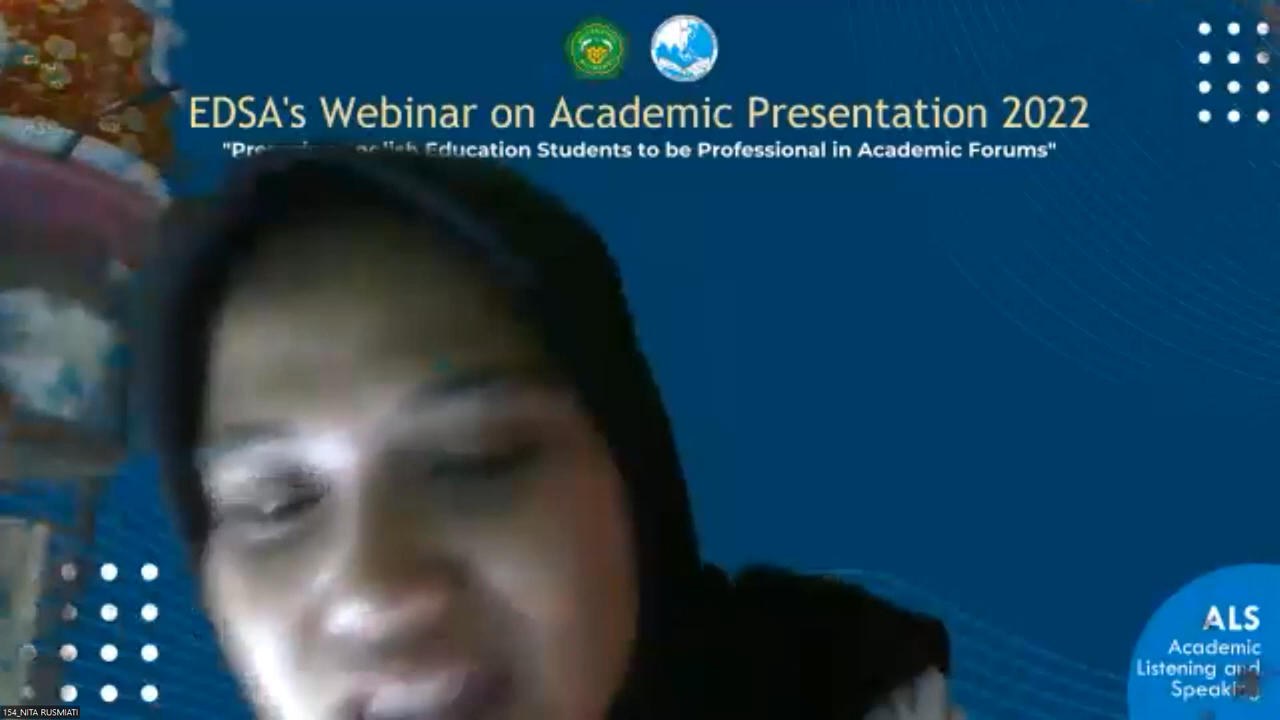 EDSA's Webinar on Academic Presentation 2022
Education Students to be Professional in Academic Forums"
ALS
Academic
Listening and
154_NITA RUSMIATI